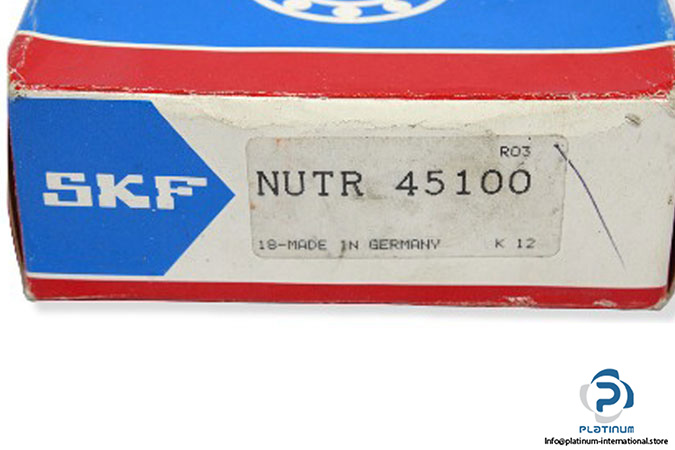 SKF
R03
NUTR 45100
18-MADE IN GERMANY K 12
PLATINUM
Info@platinum-international.store